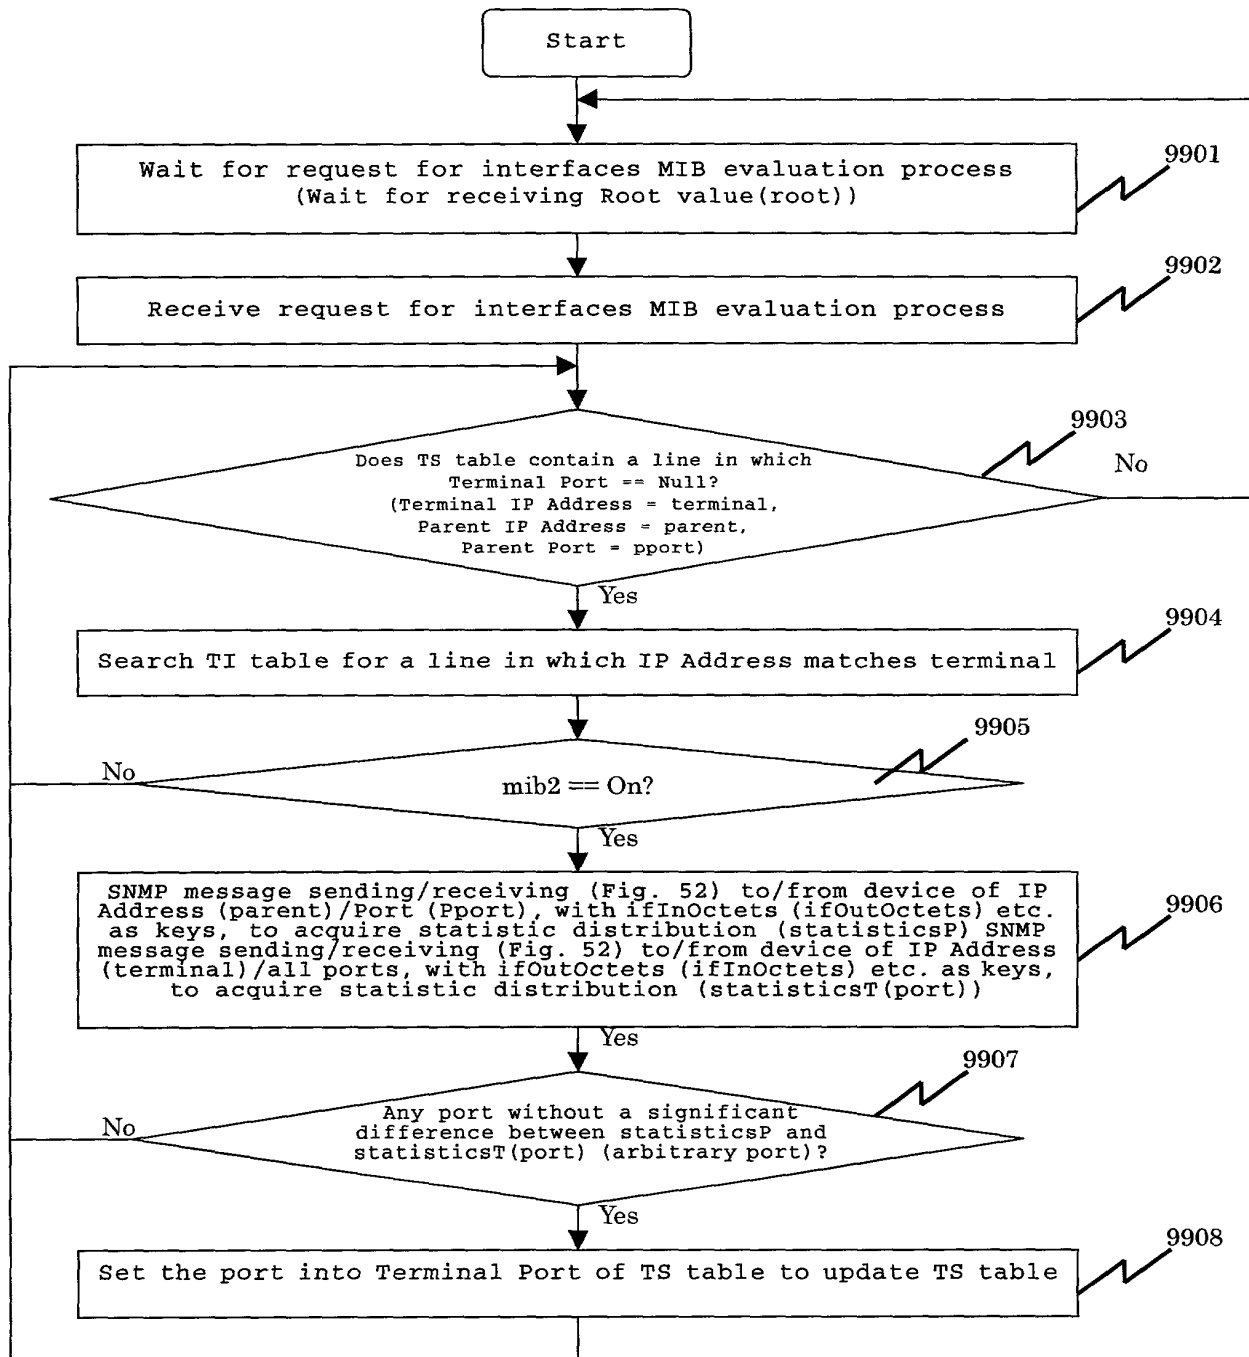 Start
Wait for request for interfaces MIB evaluation process
(Wait for receiving Root value(root))
9901
Receive request for interfaces MIB evaluation process
9902
Does TS table contain a line in which
Terminal Port == Null?
(Terminal IP Address = terminal,
Parent IP Address = parent,
Parent Port = pport)
9903
No
Yes
Search TI table for a line in which IP Address matches terminal
9904
mib2 == On?
9905
No
Yes
SNMP message sending/receiving (Fig. 52) to/from device of IP
Address (parent)/Port (Pport), with ifInOctets (ifOutOctets) etc.
as keys, to acquire statistic distribution (statisticsP) SNMP
message sending/receiving (Fig. 52) to/from device of IP Address
(terminal)/all ports, with ifOutOctets (ifInOctets) etc. as keys,
to acquire statistic distribution (statisticsT(port))
9906
Yes
Any port without a significant
difference between statisticsP and
statisticsT(port) (arbitrary port)?
9907
No
Yes
Set the port into Terminal Port of TS table to update TS table
9908